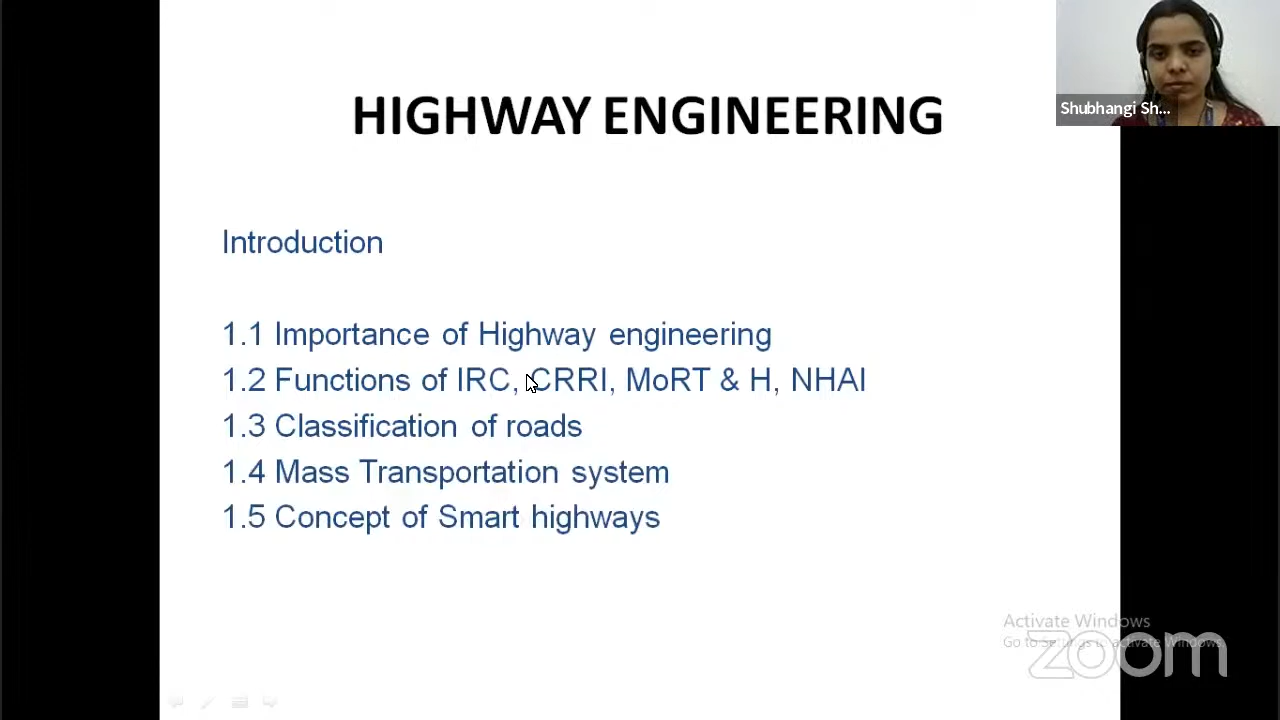 HIGHWAY ENGINEERING
Shubhangi Sh...
Introduction
1.1 Importance of Highway engineering
1.2 Functions of IRC, CRRI, MoRT & H, NHAI
1.3 Classification of roads
1.4 Mass Transportation system
1.5 Concept of Smart highways
Activate Windows
Go to Settings to activate Windows.
zoom